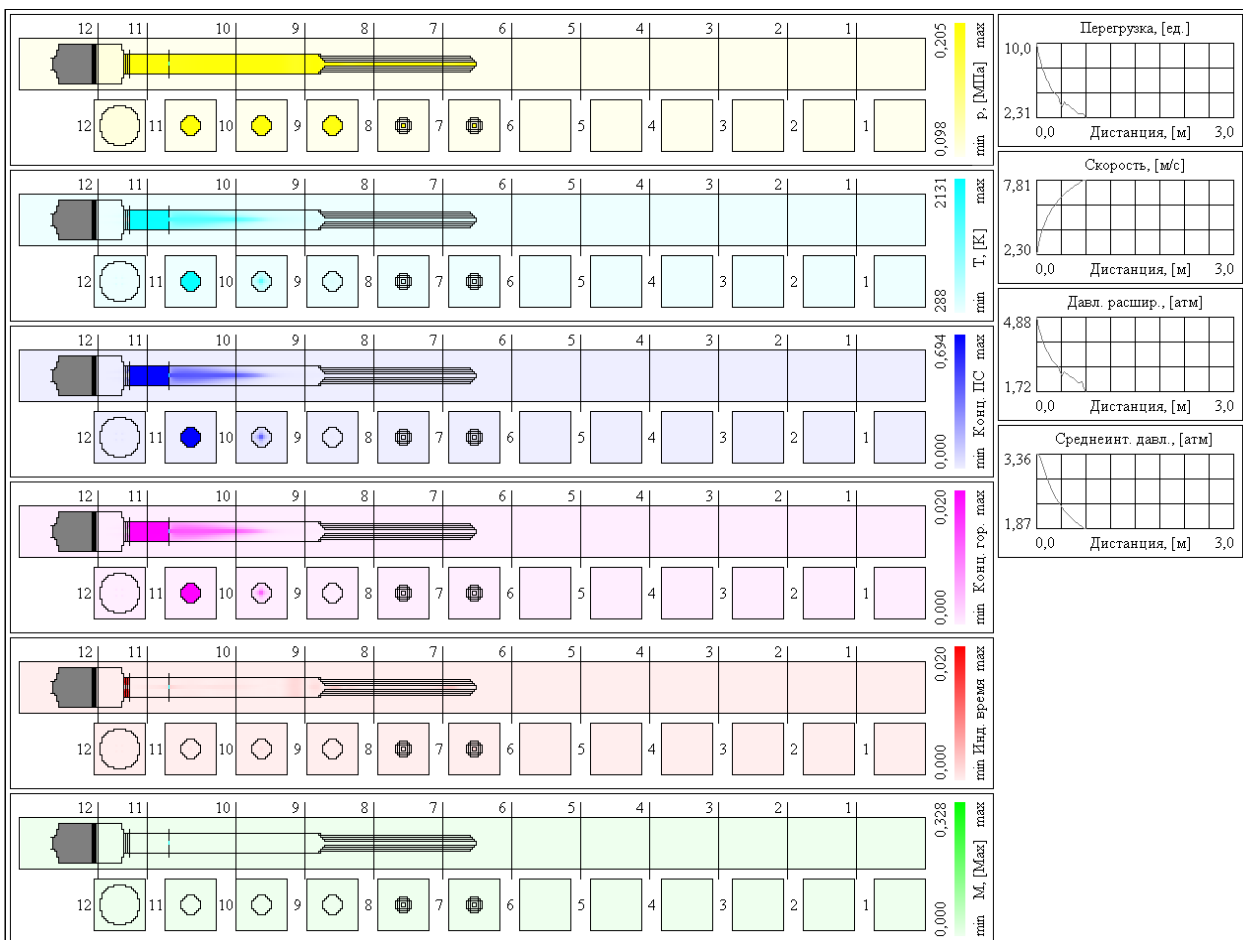 12 11 10 9 8 7 6 5 4 3 2 1
12 11 10 9 8 7 6 5 4 3 2 1
min 0,098 p, [МПа] max 0,205
12 11 10 9 8 7 6 5 4 3 2 1
12 11 10 9 8 7 6 5 4 3 2 1
min 288 T, [K] max 2131
12 11 10 9 8 7 6 5 4 3 2 1
12 11 10 9 8 7 6 5 4 3 2 1
min 0,000 Конц. ПС max 0,694
12 11 10 9 8 7 6 5 4 3 2 1
12 11 10 9 8 7 6 5 4 3 2 1
min 0,000 Конц. гор. max 0,020
12 11 10 9 8 7 6 5 4 3 2 1
12 11 10 9 8 7 6 5 4 3 2 1
min 0,000 Инд. время max 0,020
12 11 10 9 8 7 6 5 4 3 2 1
12 11 10 9 8 7 6 5 4 3 2 1
min 0,000 M, [Max] max 0,328
Перегрузка, [ед.]
10,0
2,31
0,0 Дистанция, [м] 3,0
Скорость, [м/с]
7,81
2,30
0,0 Дистанция, [м] 3,0
Давл. расшир., [атм]
4,88
1,72
0,0 Дистанция, [м] 3,0
Среднеинт. давл., [атм]
3,36
1,87
0,0 Дистанция, [м] 3,0